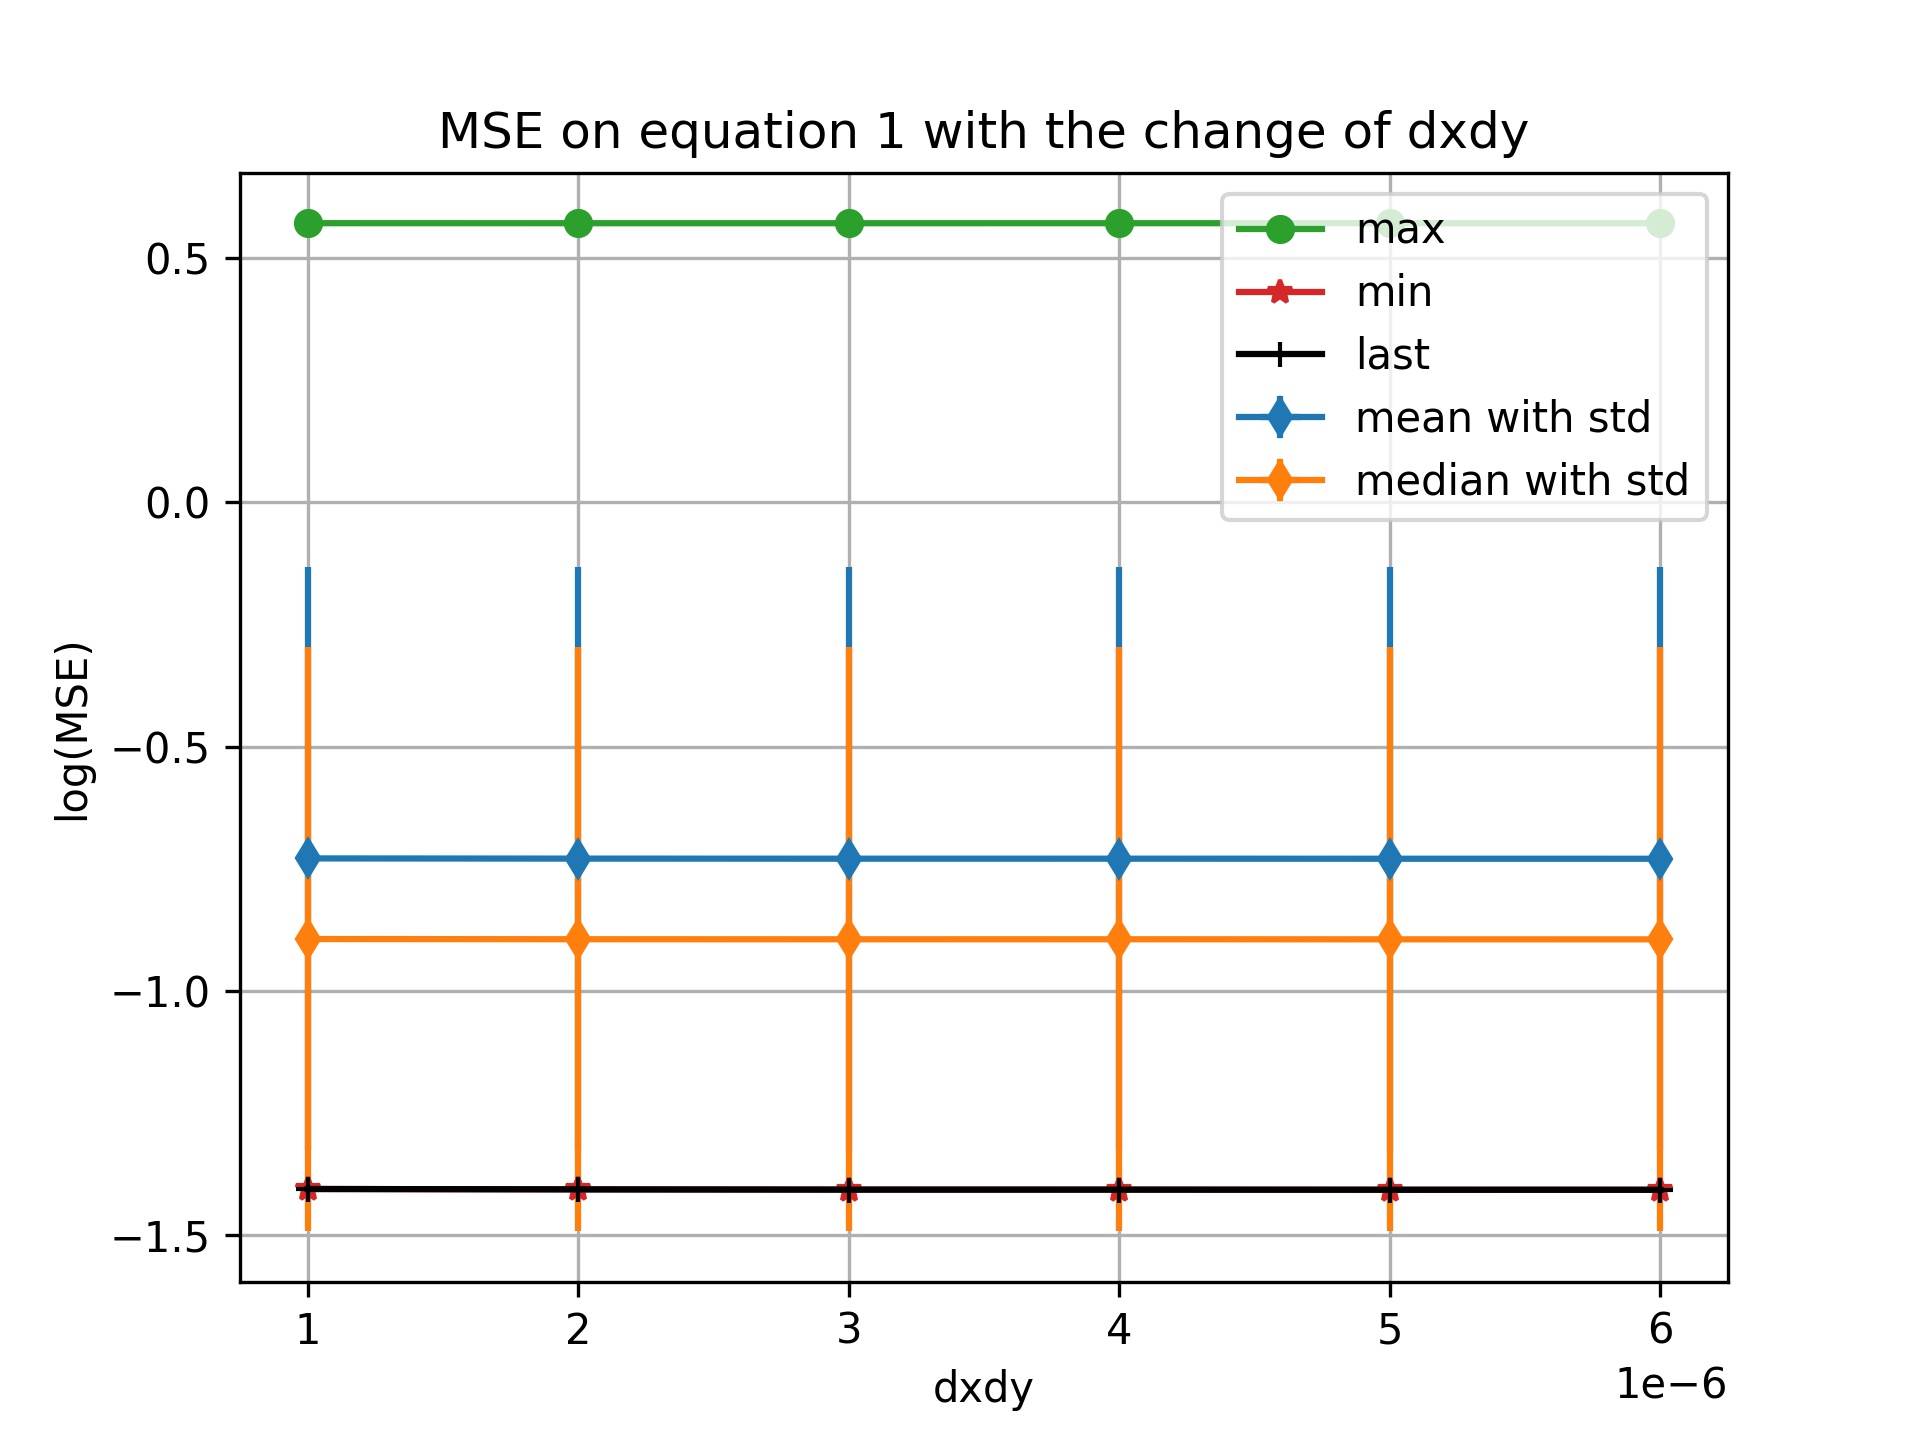 MSE on equation 1 with the change of dxdy
max
min
last
mean with std
median with std
log(MSE)
0.5
0.0
−0.5
−1.0
−1.5
1 2 3 4 5 6
dxdy
1e−6